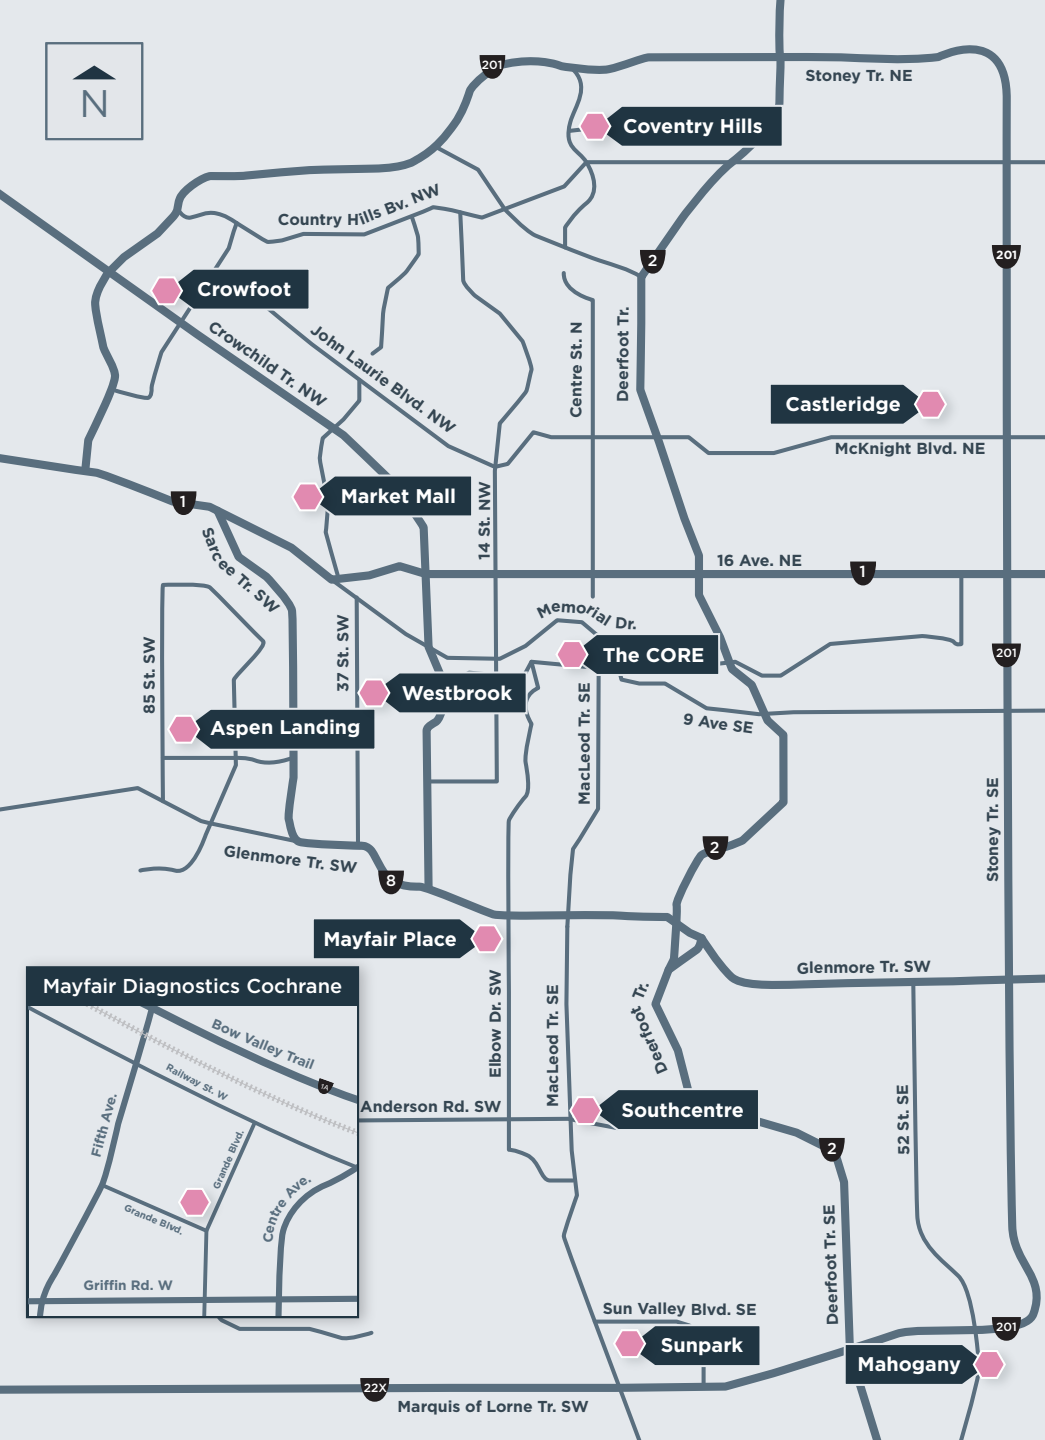 201
Stoney Tr. NE
N
Coventry Hills
Country Hills Bv. NW
2
201
Crowfoot
Crowchild Tr. NW
John Laurie Blvd. NW
Centre St. N
Deerfoot Tr.
Castleridge
McKnight Blvd. NE
Market Mall
1
14 St. NW
Sarcee Tr. SW
16 Ave. NE
1
Memorial Dr.
37 St. SW
85 St. SW
The CORE
201
Westbrook
Aspen Landing
MacLeod Tr. SE
9 Ave SE
Stoney Tr. SE
2
Glenmore Tr. SW
8
Mayfair Place
Glenmore Tr. SW
Mayfair Diagnostics Cochrane
Elbow Dr. SW
MacLeod Tr. SE
Deerfoot Tr.
Bow Valley Trail
1A
Railway St. W
Fifth Ave.
Anderson Rd. SW
Southcentre
52 St. SE
2
Grande Blvd.
Grande Blvd.
Centre Ave.
Griffin Rd. W
Deerfoot Tr. SE
Sun Valley Blvd. SE
201
Sunpark
Mahogany
22X
Marquis of Lorne Tr. SW